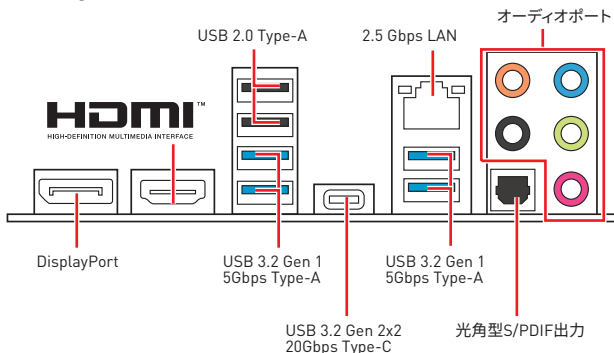 オーディオポート
USB 2.0 Type-A
2.5 Gbps LAN
HDMI™
HIGH-DEFINITION MULTIMEDIA INTERFACE
DisplayPort
USB 3.2 Gen 1
5Gbps Type-A
USB 3.2 Gen 1
5Gbps Type-A
USB 3.2 Gen 2x2
20Gbps Type-C
光角型S/PDIF出力